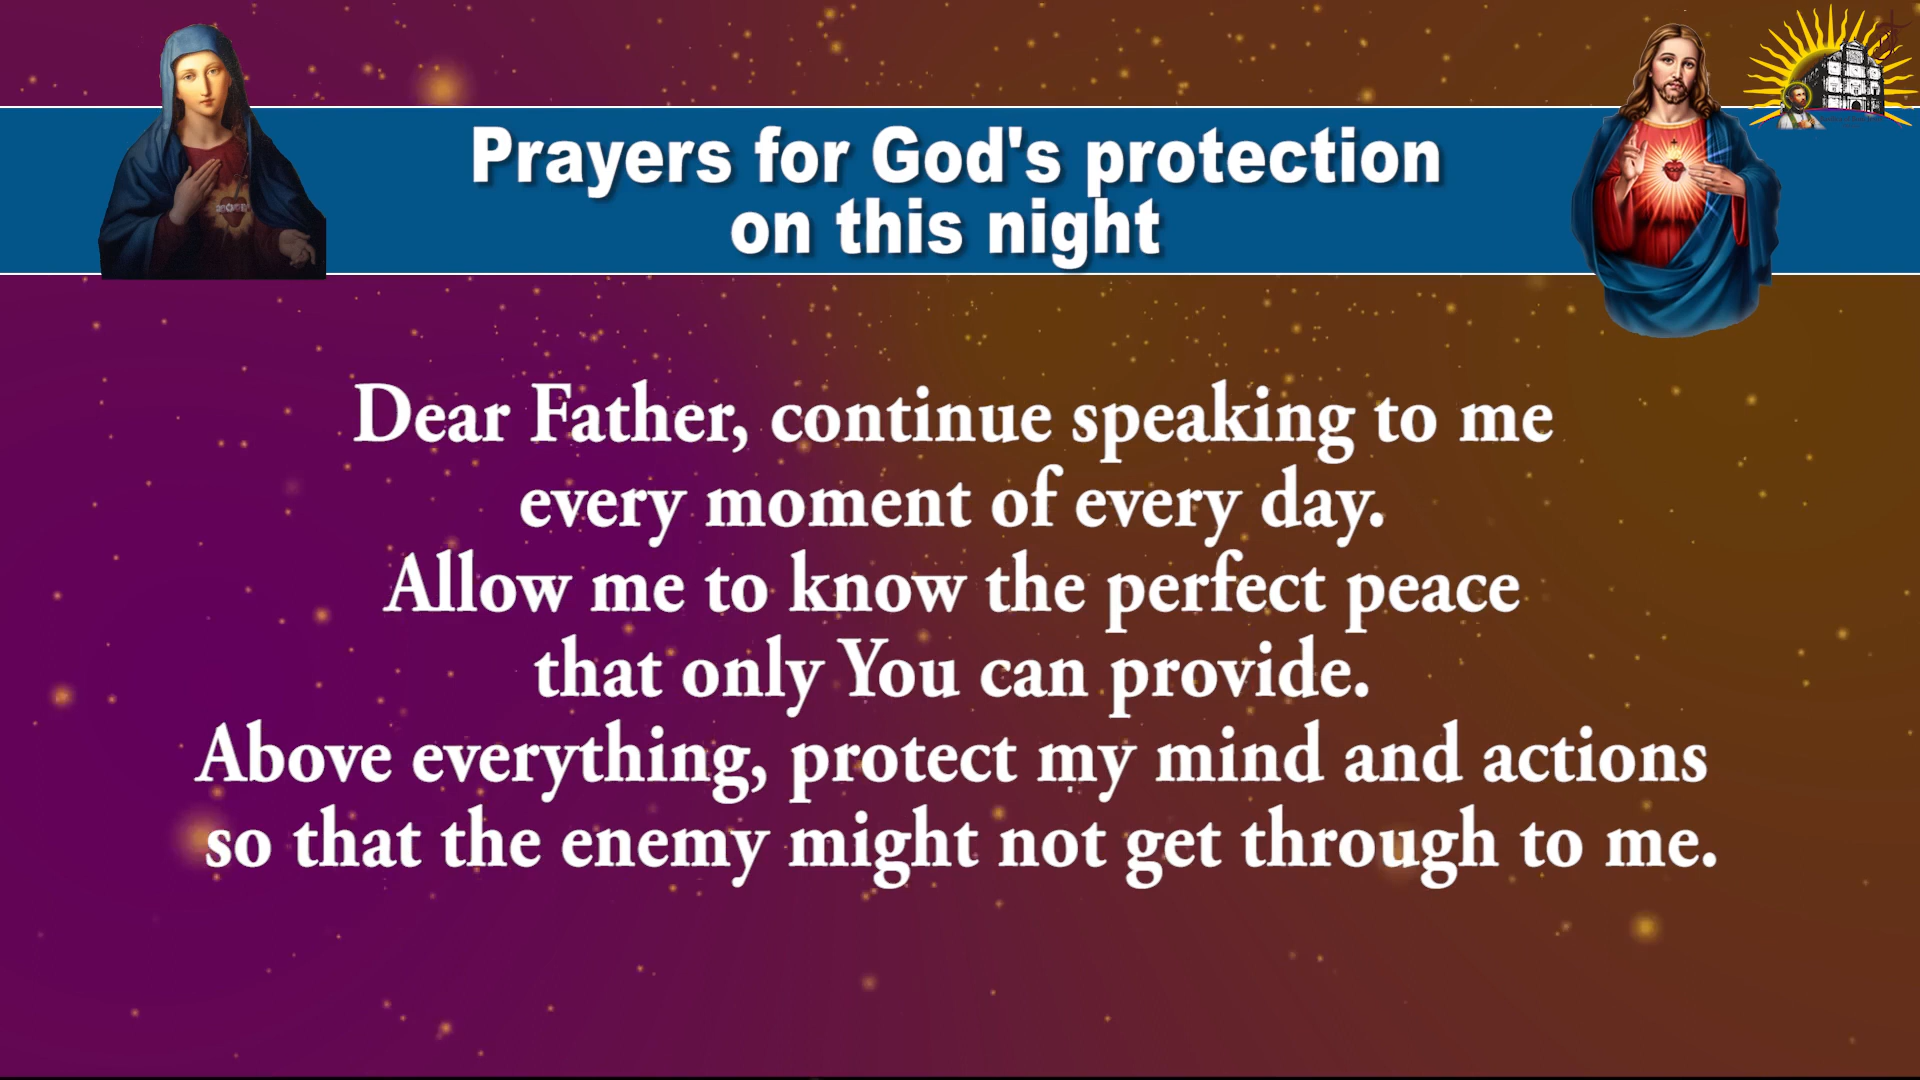 Prayers for God's protection
on this night
Dear Father, continue speaking to me
every moment of every day.
Allow me to know the perfect peace
that only You can provide.
Above everything, protect my mind and actions
so that the enemy might not get through to me.